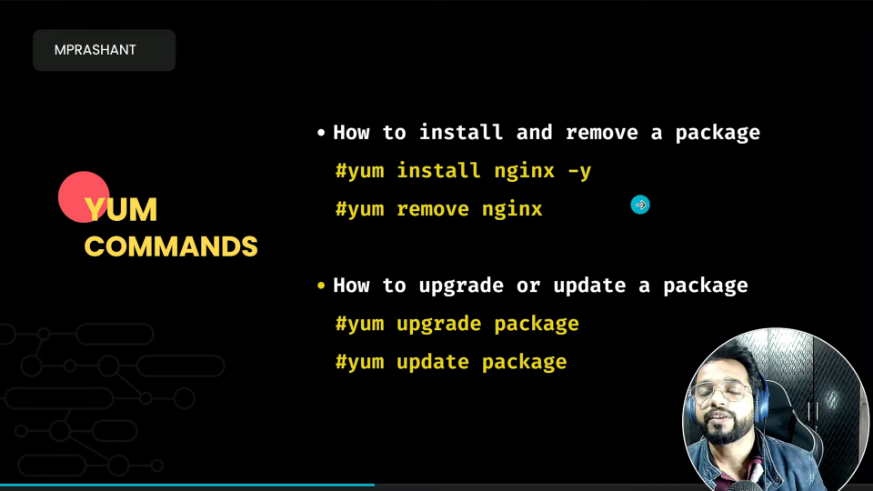 MPRASHANT
YUM
COMMANDS
• How to install and remove a package
#yum install nginx -y
#yum remove nginx
• How to upgrade or update a package
#yum upgrade package
#yum update package